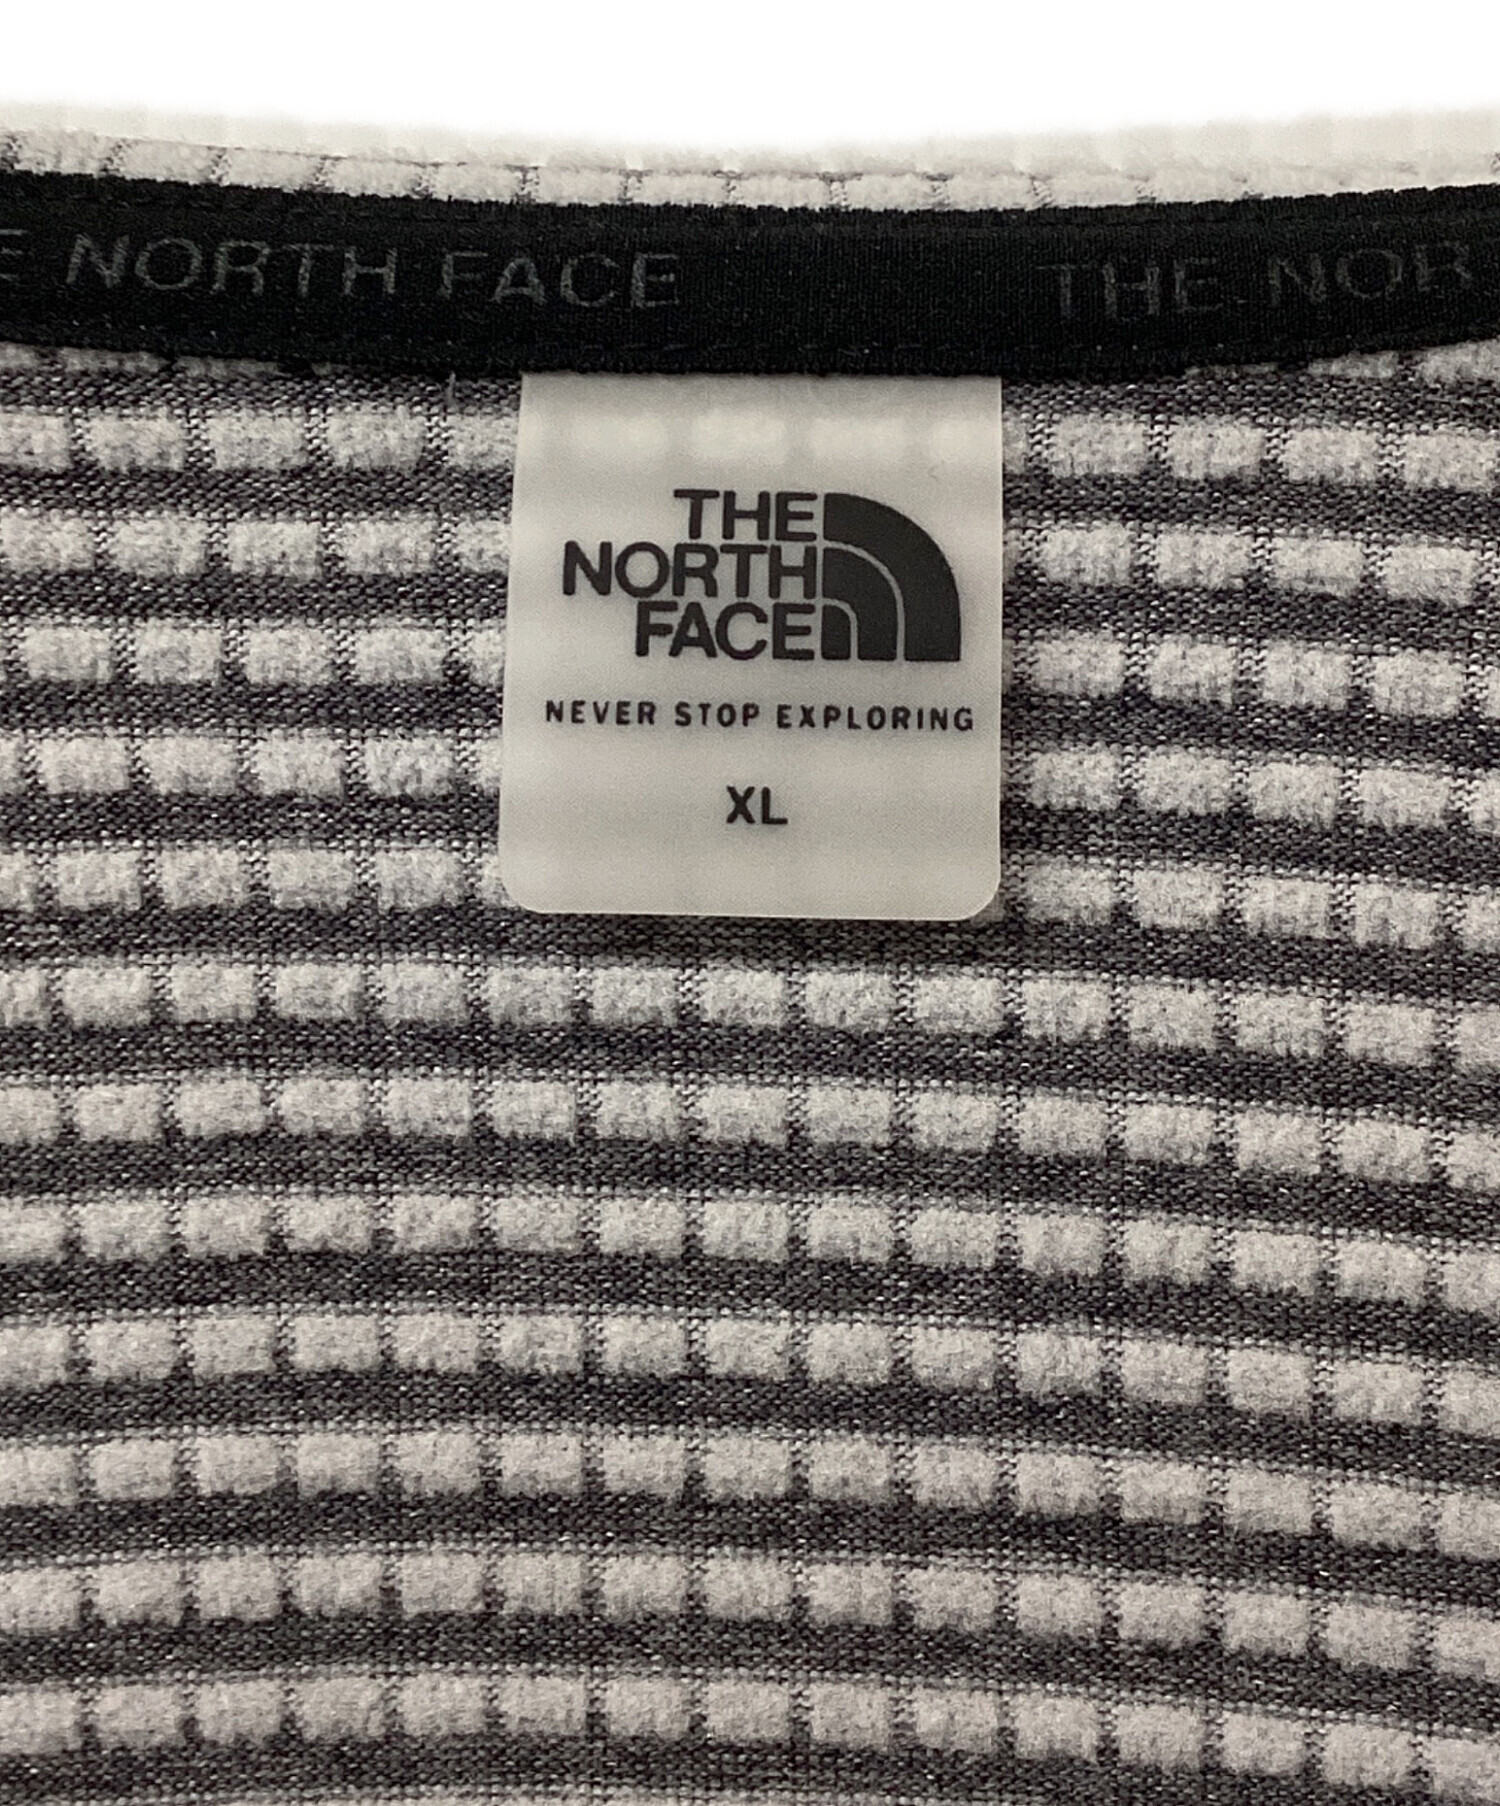 E NORTH FACE THE NOR
THE
NORTH
FACE
NEVER STOP EXPLORING
XL